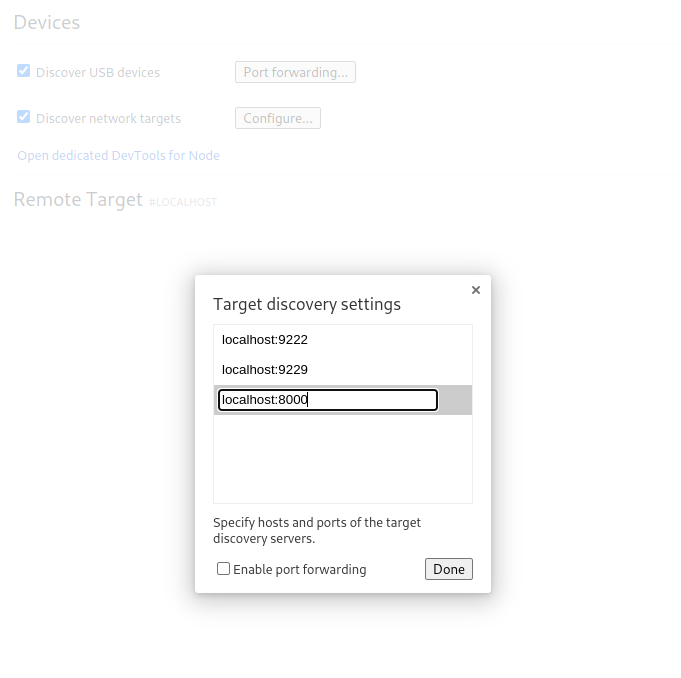 Devices
Discover USB devices
Port forwarding...
Discover network targets
Configure...
Open dedicated DevTools for Node
Remote Target #LOCALHOST
Target discovery settings
localhost:9222
localhost:9229
localhost:8000
Specify hosts and ports of the target
discovery servers.
Enable port forwarding
Done